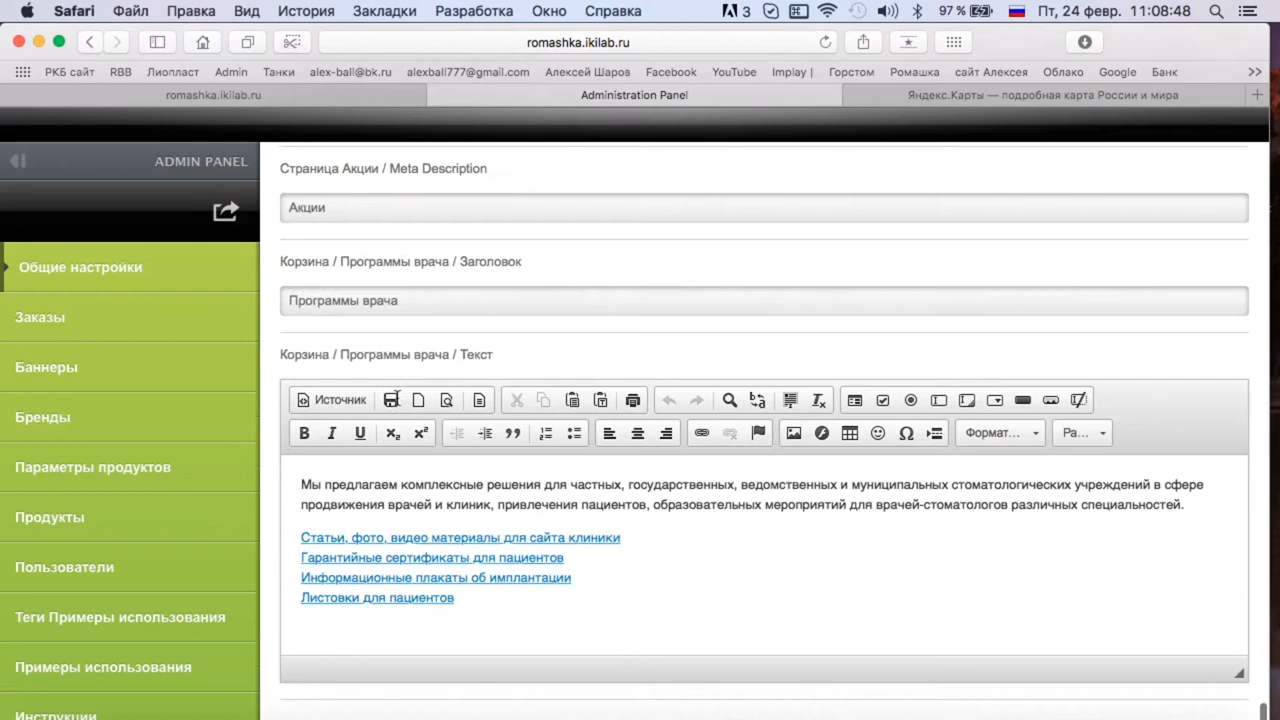 Safari Файл Правка Вид История Закладки Разработка Окно Справка 3 97 % Пт, 24 февр. 11:08:48
romashka.ikilab.ru
РКБ сайт RBB Лиопласт Admin Танки alex-ball@bk.ru alexball777@gmail.com Алексей Шаров Facebook YouTube Implay | Горстом Ромашка сайт Алексея Облако Google Банк
romashka.ikilab.ru Administration Panel Яндекс.Карты — подробная карта России и мира
ADMIN PANEL
Общие настройки
Заказы
Баннеры
Бренды
Параметры продуктов
Продукты
Пользователи
Теги Примеры использования
Примеры использования
Инструкции
Страница Акции / Meta Description
Акции
Корзина / Программы врача / Заголовок
Программы врача
Корзина / Программы врача / Текст
Источник
Формат... Ра...
Мы предлагаем комплексные решения для частных, государственных, ведомственных и муниципальных стоматологических учреждений в сфере
продвижения врачей и клиник, привлечения пациентов, образовательных мероприятий для врачей-стоматологов различных специальностей.
Статьи, фото, видео материалы для сайта клиники
Гарантийные сертификаты для пациентов
Информационные плакаты об имплантации
Листовки для пациентов